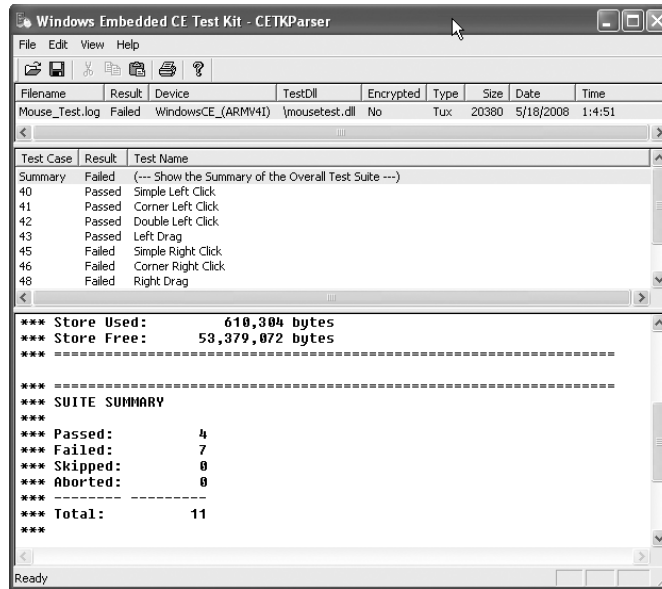 Windows Embedded CE Test Kit - CETKParser
File Edit View Help
Filename Result Device TestDll Encrypted Type Size Date Time
Mouse_Test.log Failed WindowsCE_(ARMV4I) \mousetest.dll No Tux 20380 5/18/2008 1:4:51
Test Case Result Test Name
Summary Failed (--- Show the Summary of the Overall Test Suite ---)
40 Passed Simple Left Click
41 Passed Corner Left Click
42 Passed Double Left Click
43 Passed Left Drag
45 Failed Simple Right Click
46 Failed Corner Right Click
48 Failed Right Drag
*** Store Used: 610,304 bytes
*** Store Free: 53,379,072 bytes
*** ==================================================================
*** ==================================================================
*** SUITE SUMMARY
***
*** Passed: 4
*** Failed: 7
*** Skipped: 0
*** Aborted: 0
*** -------- ---------
*** Total: 11
***
Ready